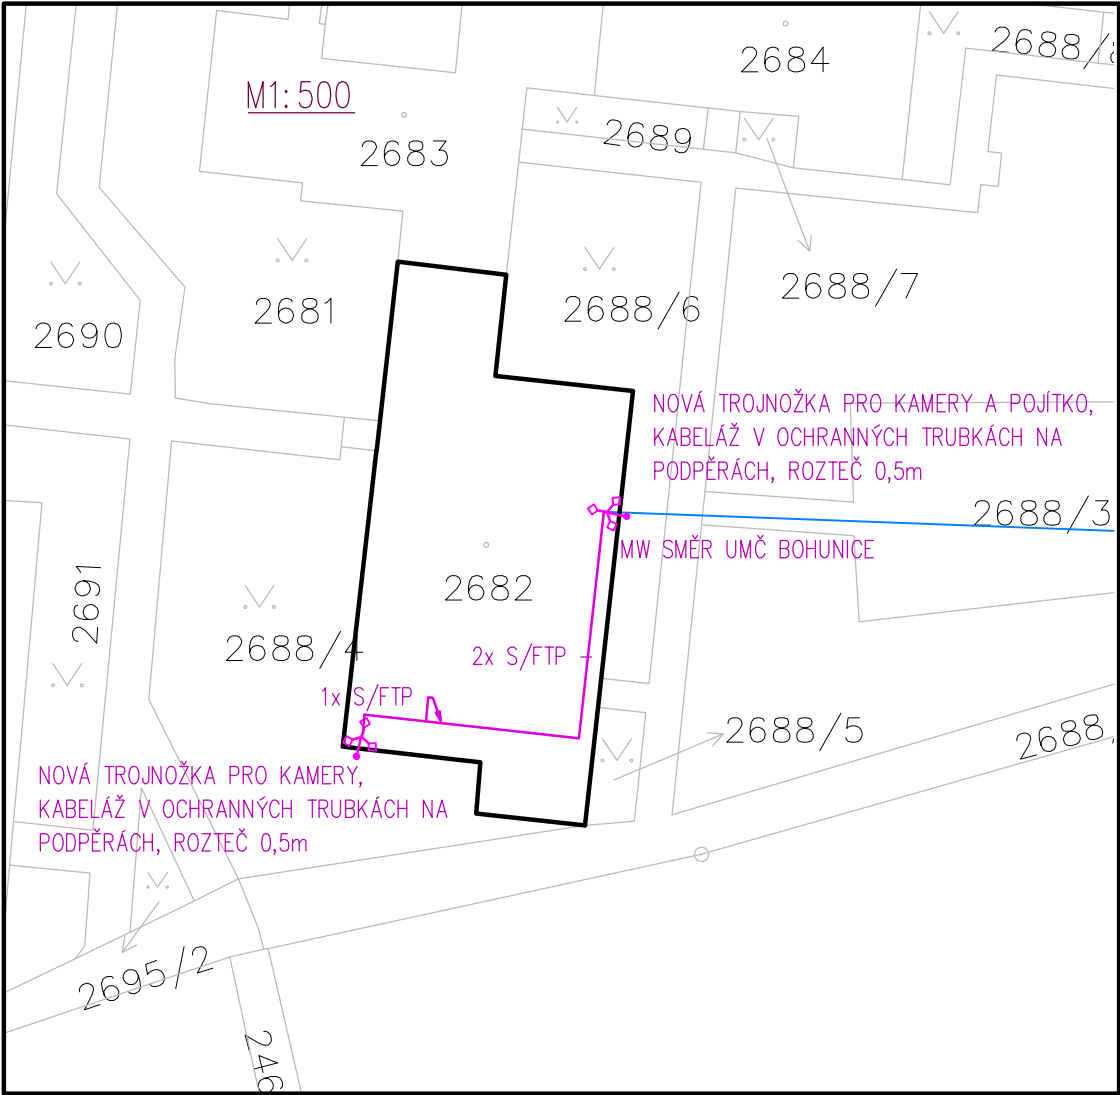 2684
2688/
M1:500
2683
2689
2690
2681
2688/6
2688/7
NOVÁ TROJNOŽKA PRO KAMERY A POJÍTKO,
KABELÁŽ V OCHRANNÝCH TRUBKÁCH NA
PODPĚRÁCH, ROZTEČ 0,5m
2688/3
MW SMĚR UMČ BOHUNICE
2691
2682
2688/4
2x S/FTP
1x S/FTP
2688/5
2688/
NOVÁ TROJNOŽKA PRO KAMERY,
KABELÁŽ V OCHRANNÝCH TRUBKÁCH NA
PODPĚRÁCH, ROZTEČ 0,5m
2695/2
246